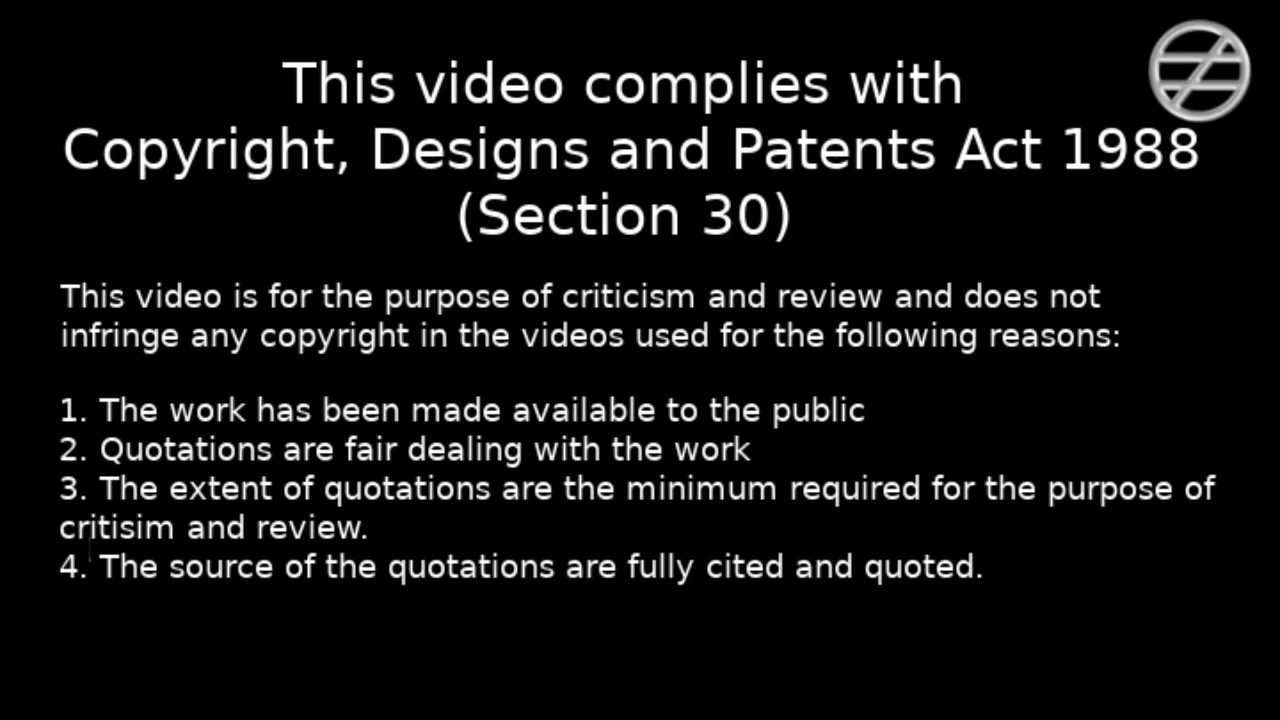 This video complies with
Copyright, Designs and Patents Act 1988
(Section 30)
This video is for the purpose of criticism and review and does not
infringe any copyright in the videos used for the following reasons:
1. The work has been made available to the public
2. Quotations are fair dealing with the work
3. The extent of quotations are the minimum required for the purpose of
critisim and review.
4. The source of the quotations are fully cited and quoted.